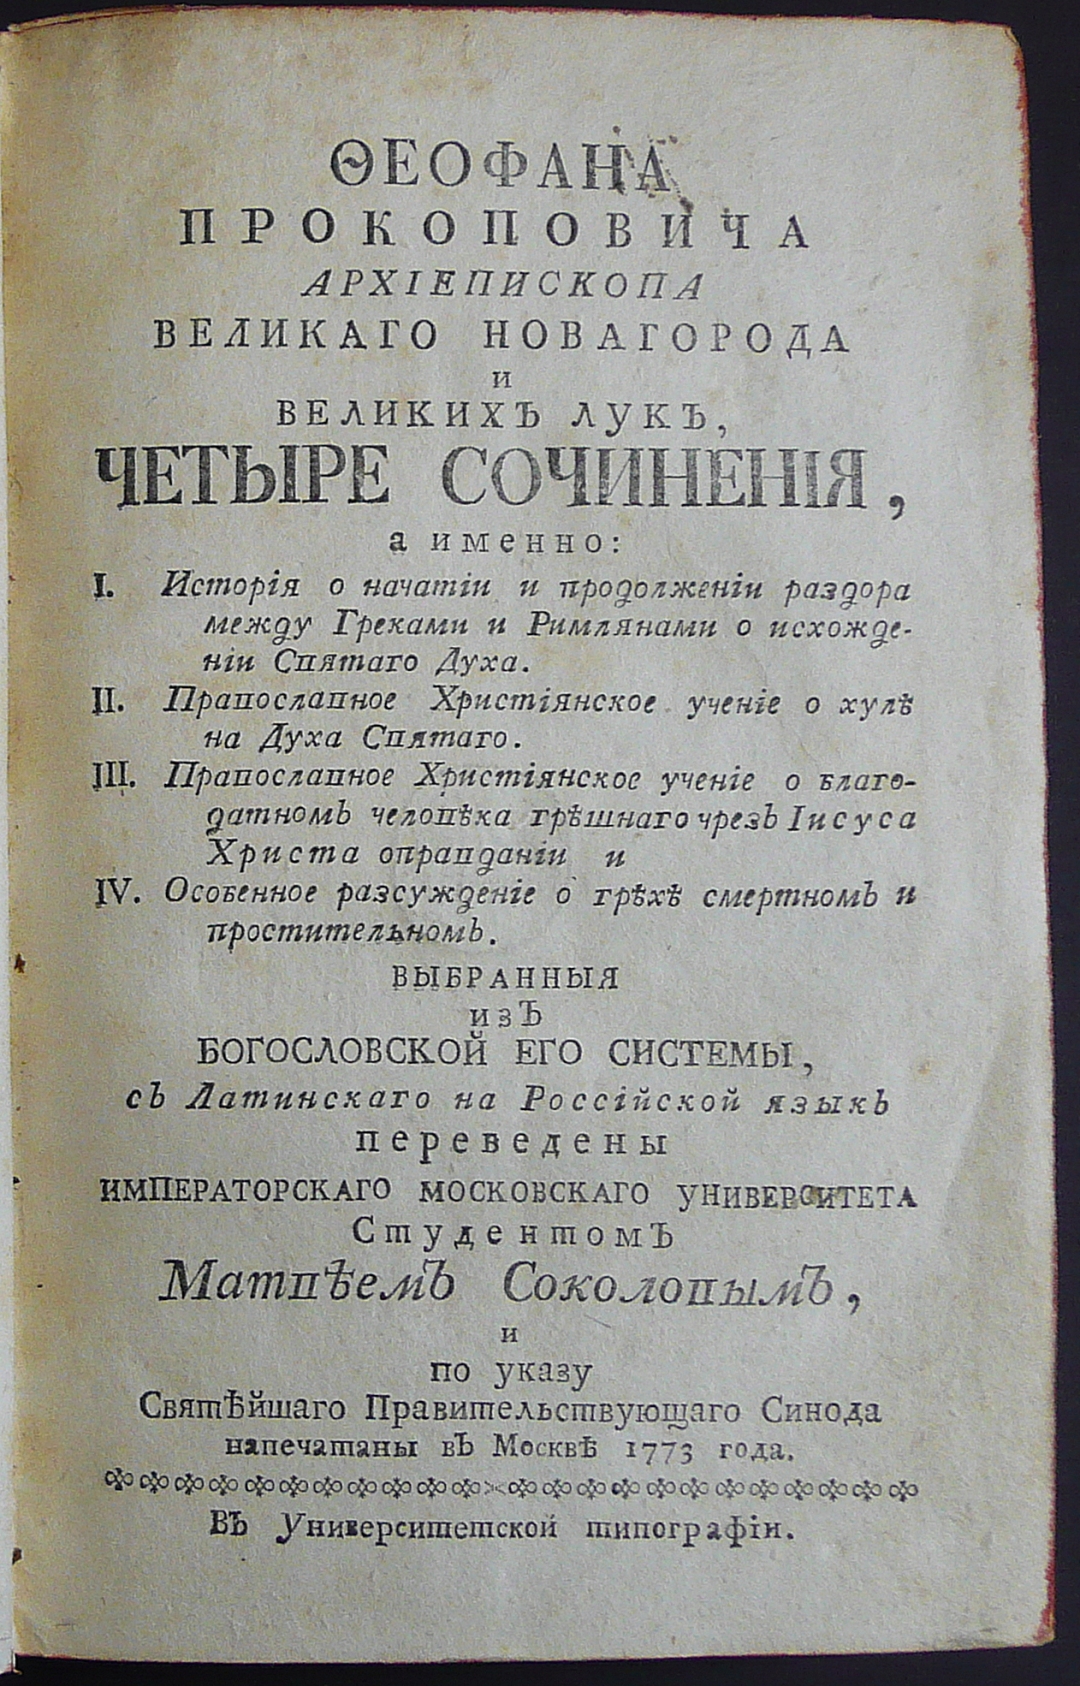 ѲЕОФАНА
ПРОКОПОВИЧА
АРХІЕПИСКОПА
ВЕЛИКАГО НОВАГОРОДА
и
ВЕЛИКИХЪ ЛУКЪ,
ЧЕТЫРЕ СОЧИНЕНІЯ,
а именно:
I. Исторія о начатіи и продолженіи раздора
между Греками и Римлянами о исхожде-
ніи Святаго Духа.
II. Православное Христіянское ученіе о хулѣ
на Духа Святаго.
III. Православное Христіянское ученіе о благо-
датномъ человѣка грѣшнаго чрезъ Іисуса
Христа оправданіи и
IV. Особенное разсужденіе о грѣхѣ смертномъ и
простительномъ.
ВЫБРАННЫЯ
изъ
БОГОСЛОВСКОЙ ЕГО СИСТЕМЫ,
съ Латинскаго на Россійской языкъ
переведены
ИМПЕРАТОРСКАГО МОСКОВСКАГО УНИВЕРСИТЕТА
Студентомъ
Матвѣемъ Соколовымъ,
и
по указу
Святѣйшаго Правительствующаго Синода
напечатаны въ Москвѣ 1773 года.
Въ Университетской типографіи.